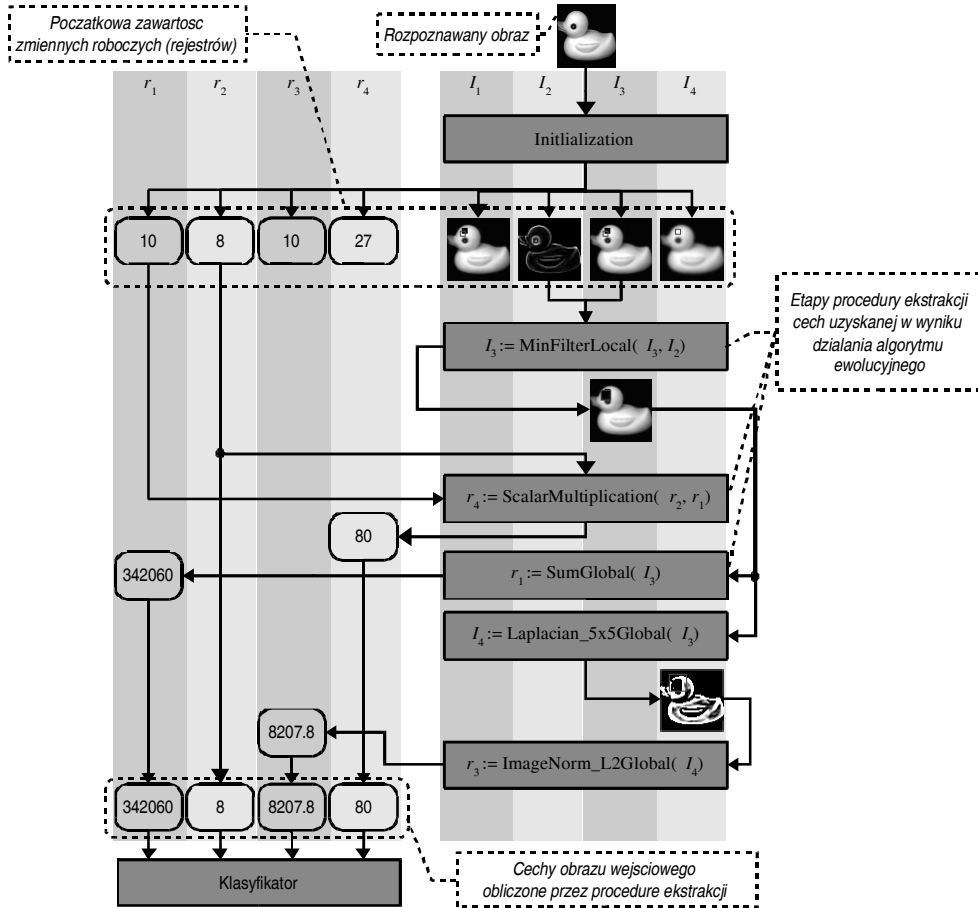 Poczatkowa zawartosc
zmiennych roboczych (rejestrów)
Rozpoznawany obraz
r1 r2 r3 r4 I1 I2 I3 I4
Initlialization
10 8 10 27
Etapy procedury ekstrakcji
cech uzyskanej w wyniku
dzialania algorytmu
ewolucyjnego
I3 := MinFilterLocal( I3, I2)
r4 := ScalarMultiplication( r2, r1)
80
342060
r1 := SumGlobal( I3)
I4 := Laplacian_5x5Global( I3)
8207.8
r3 := ImageNorm_L2Global( I4)
342060 8 8207.8 80
Klasyfikator
Cechy obrazu wejsciowego
obliczone przez procedure ekstrakcji